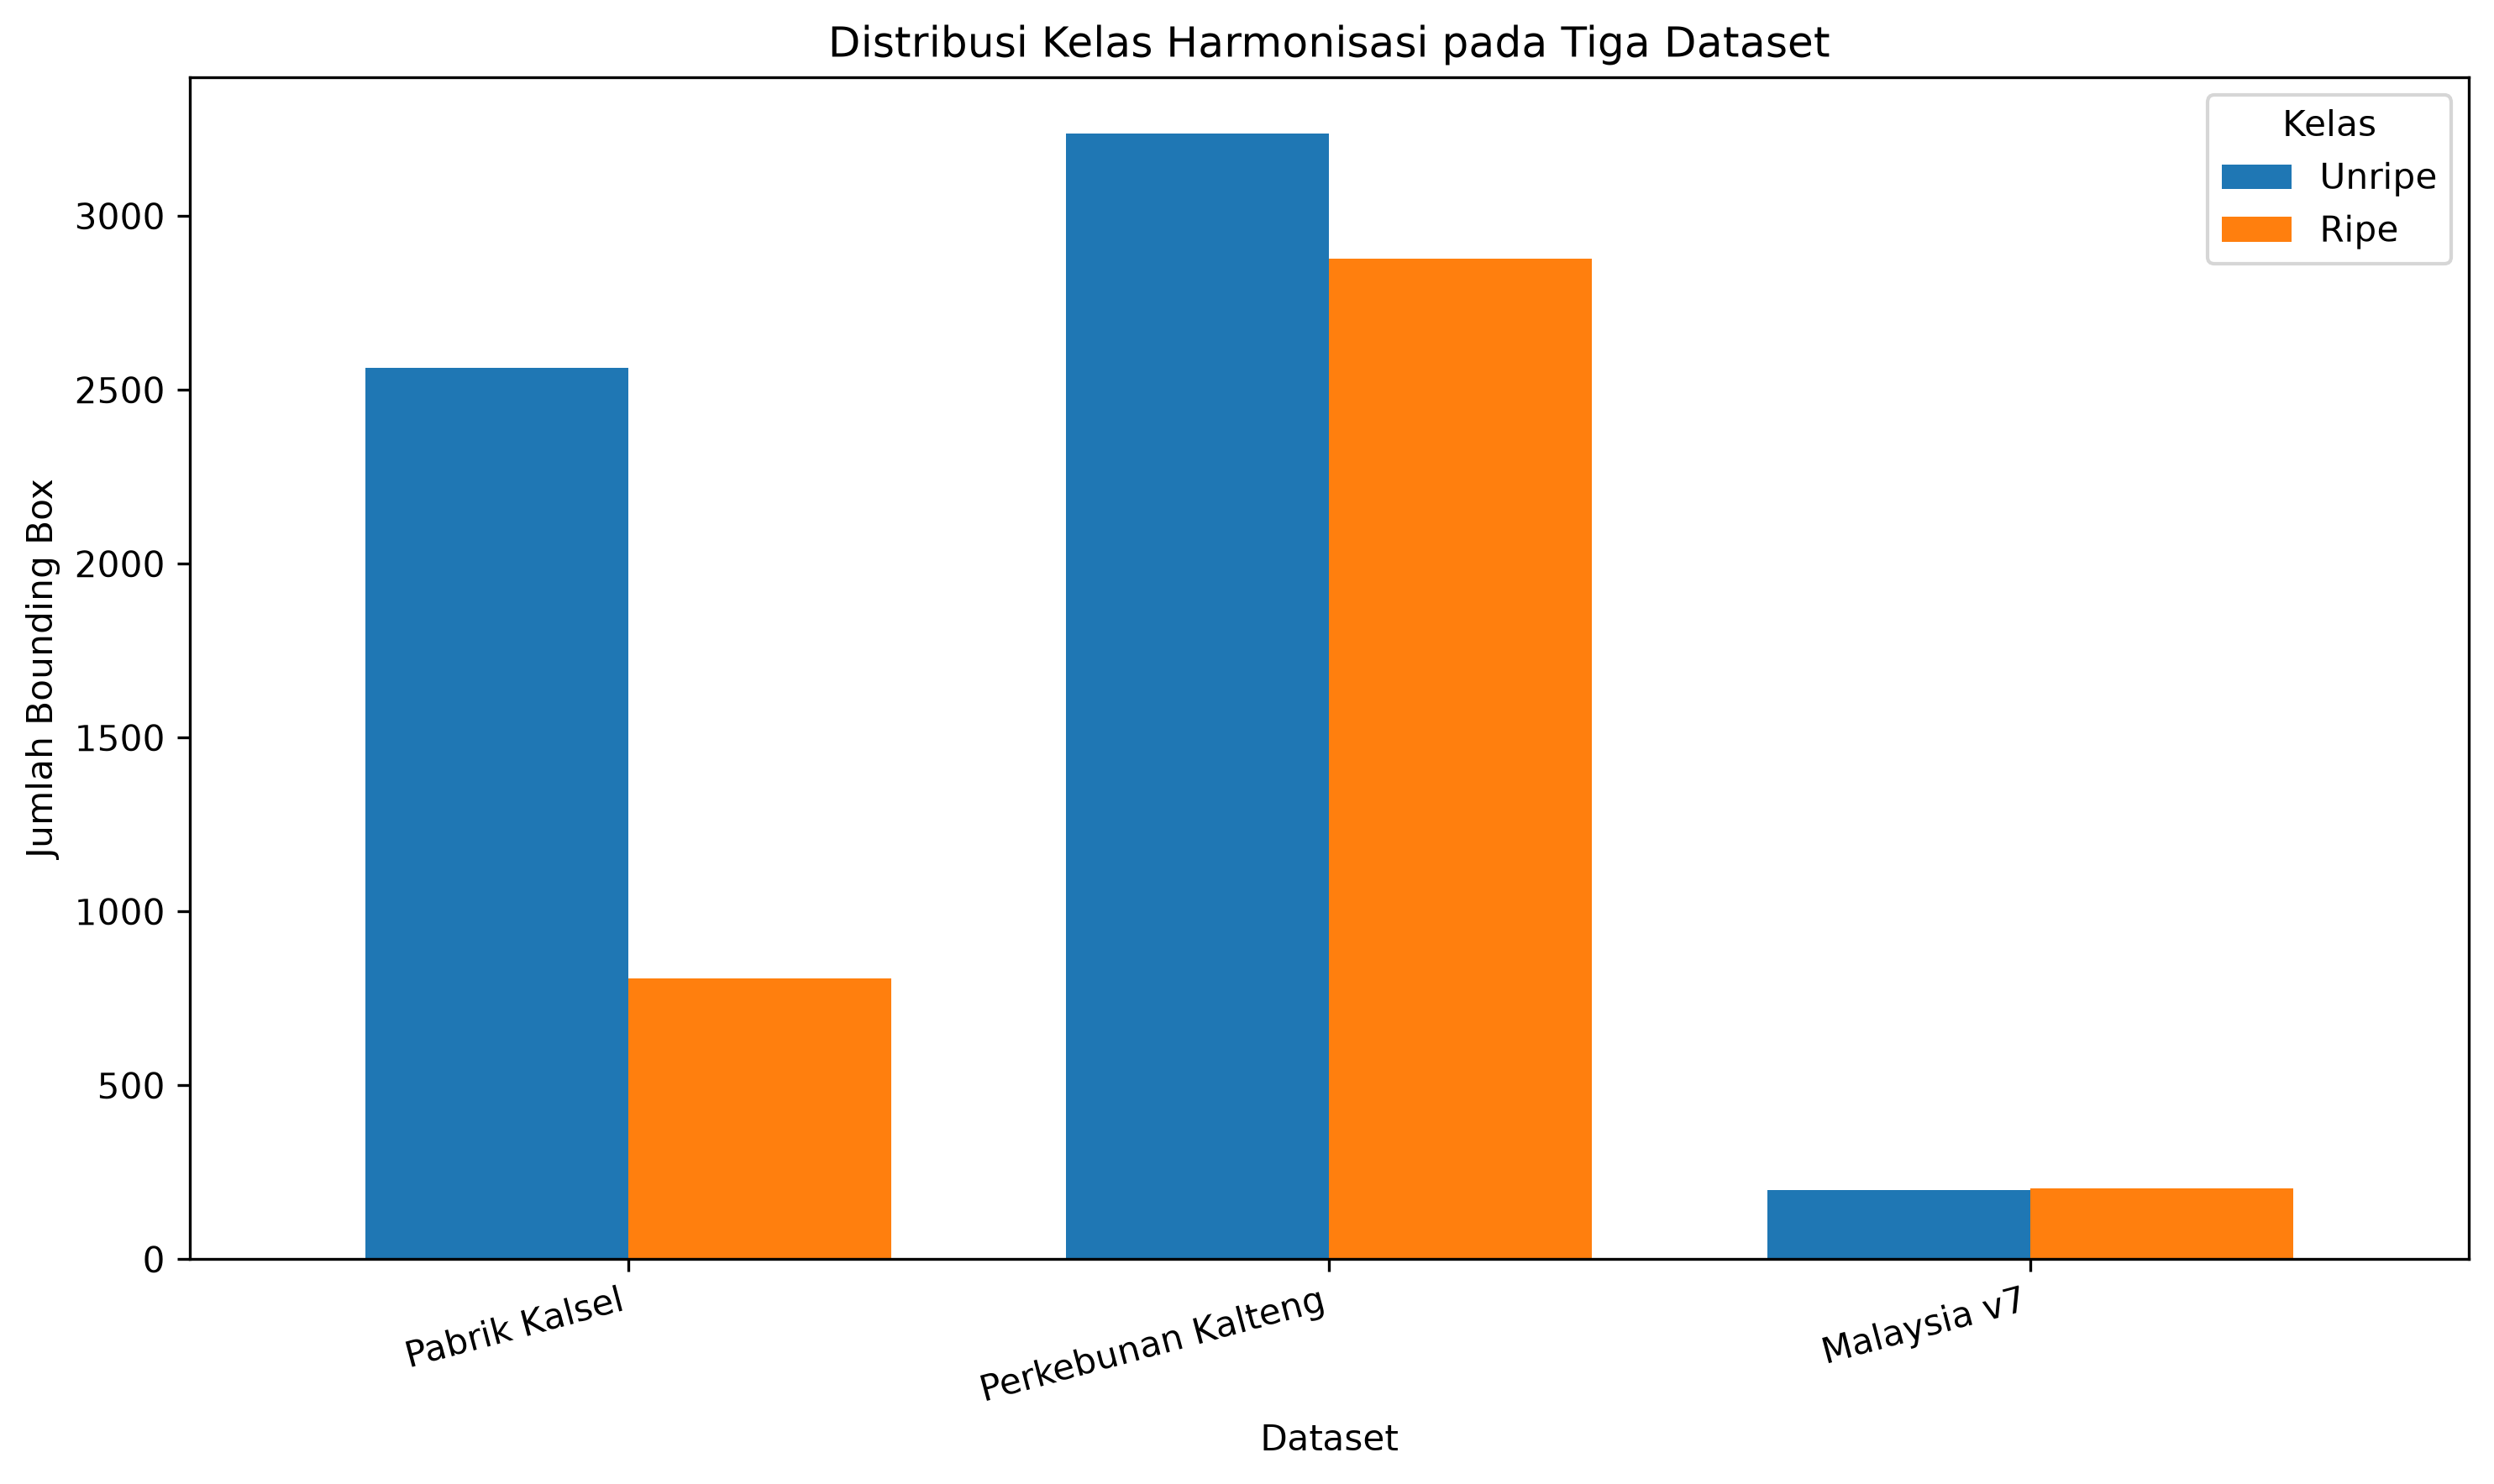 Distribusi Kelas Harmonisasi pada Tiga Dataset
Kelas
Unripe
Ripe
Jumlah Bounding Box
3000
2500
2000
1500
1000
500
0
Pabrik Kalsel
Perkebunan Kalteng
Malaysia v7
Dataset